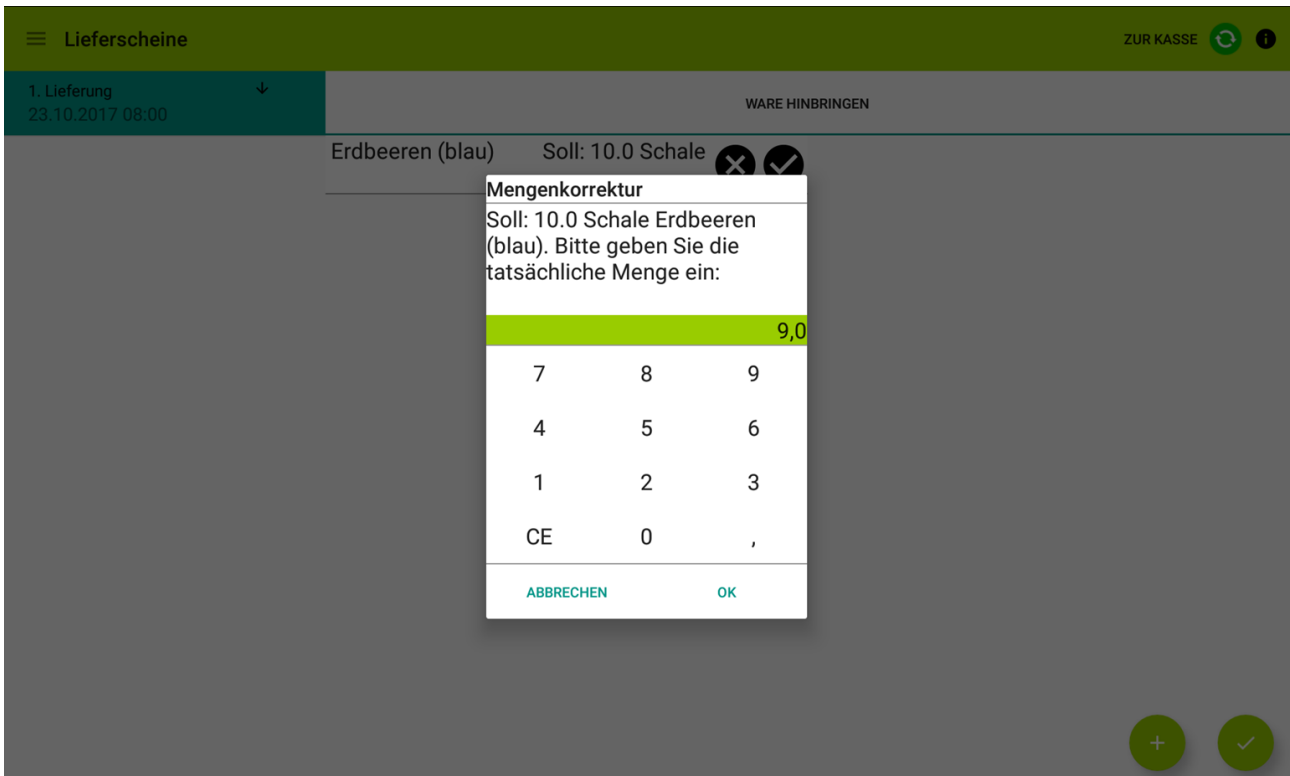 Lieferscheine
ZUR KASSE
1. Lieferung
23.10.2017 08:00
WARE HINBRINGEN
Erdbeeren (blau) Soll: 10.0 Schale
Mengenkorrektur
Soll: 10.0 Schale Erdbeeren
(blau). Bitte geben Sie die
tatsächliche Menge ein:
9,0
7 8 9
4 5 6
1 2 3
CE 0 ,
ABBRECHEN OK